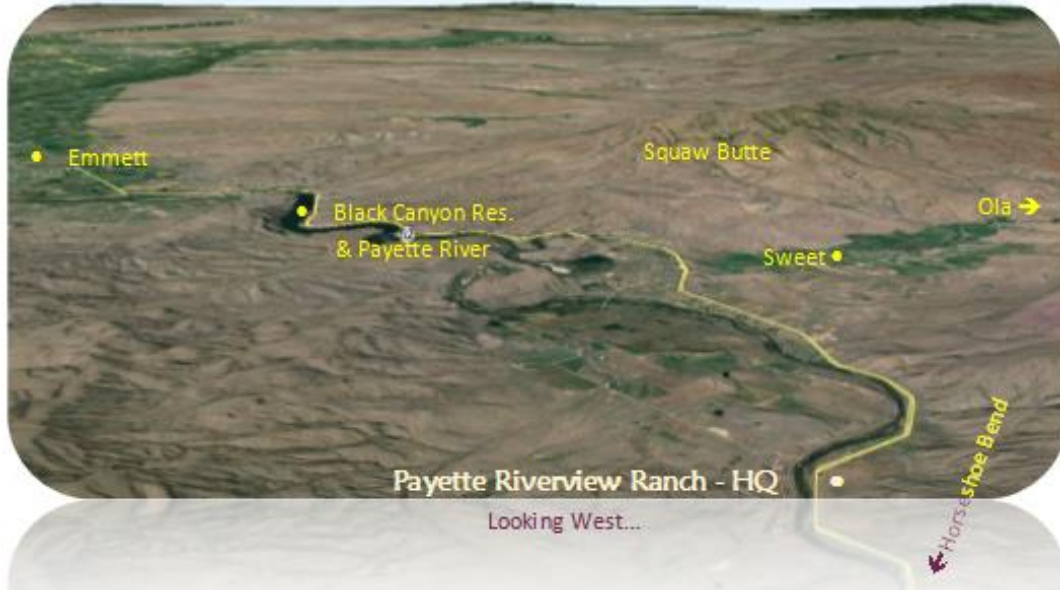 Emmett
Squaw Butte
Black Canyon Res.
& Payette River
Ola
Sweet
Horseshoe Bend
Payette Riverview Ranch - HQ
Looking West...